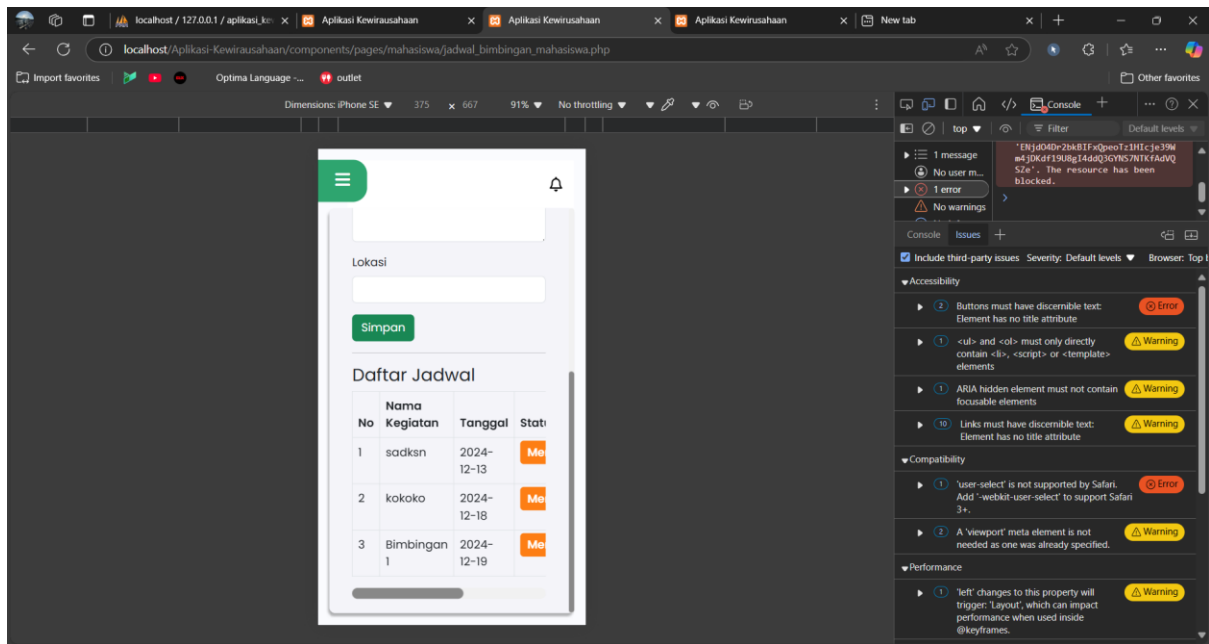 localhost / 127.0.0.1 / aplikasi_kew
Aplikasi Kewirausahaan
Aplikasi Kewirusahaan
Aplikasi Kewirusahaan
New tab
localhost/Aplikasi-Kewirausahaan/components/pages/mahasiswa/jadwal_bimbingan_mahasiswa.php
Import favorites
Optima Language -...
outlet
Other favorites
Dimensions: iPhone SE
375
x
667
91%
No throttling
Console
top
Filter
Default levels
1 message
No user m...
1 error
No warnings
m4jDKdf19U8gI4ddQ3GYNS7NTKfAdVQ
SZe'. The resource has been
blocked.
Console
Issues
Include third-party issues
Severity: Default levels
Browser: Top
Accessibility
2
Buttons must have discernible text:
Element has no title attribute
Error
1
<ul> and <ol> must only directly
contain <li>, <script> or <template>
elements
Warning
1
ARIA hidden element must not contain
focusable elements
Warning
10
Links must have discernible text:
Element has no title attribute
Warning
Compatibility
1
'user-select' is not supported by Safari.
Add '-webkit-user-select' to support Safari
3+.
Error
2
A 'viewport' meta element is not
needed as one was already specified.
Warning
Performance
1
'left' changes to this property will
trigger: 'Layout', which can impact
performance when used inside
@keyframes.
Warning
Lokasi
Simpan
Daftar Jadwal
No
Nama
Kegiatan
Tanggal
Statu
1
sadksn
2024-
12-13
Me
2
kokoko
2024-
12-18
Me
3
Bimbingan
1
2024-
12-19
Me